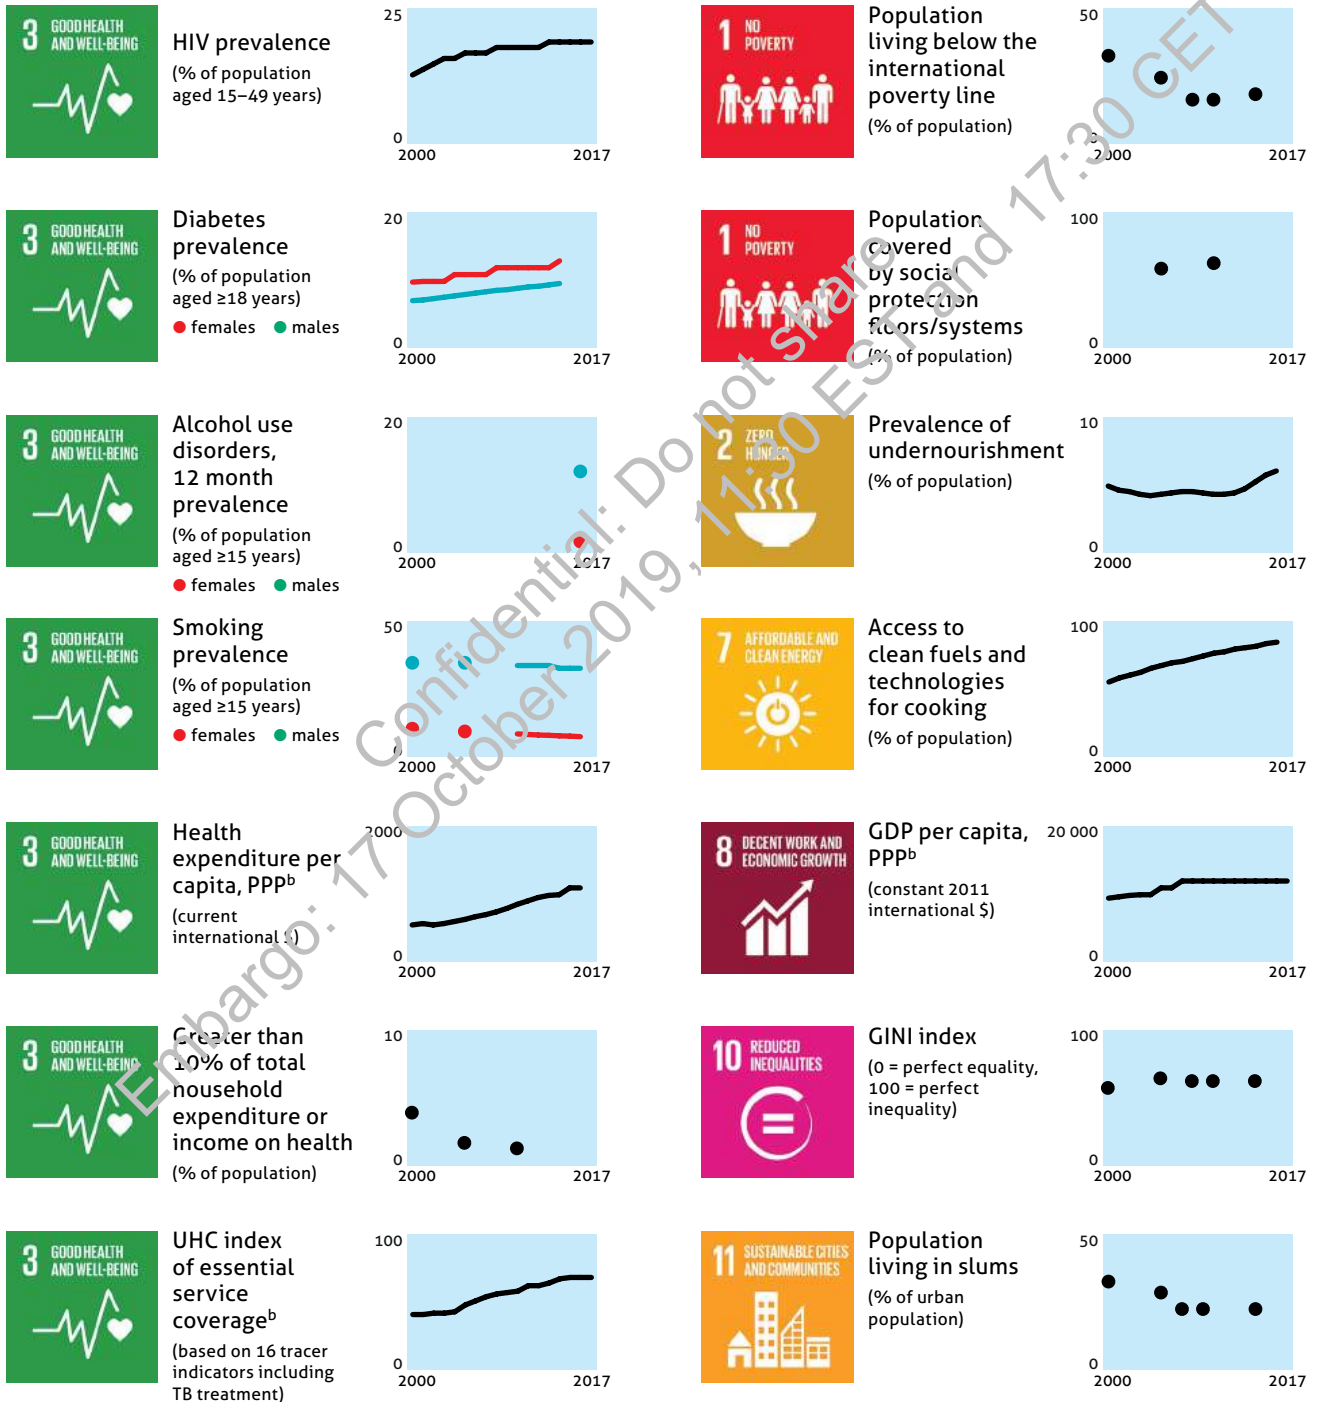 3 GOOD HEALTH
AND WELL-BEING
HIV prevalence
(% of population
aged 15–49 years)
25
0
2000 2017
3 GOOD HEALTH
AND WELL-BEING
Diabetes
prevalence
(% of population
aged ≥18 years)
● females ● males
20
0
2000 2017
3 GOOD HEALTH
AND WELL-BEING
Alcohol use
disorders,
12 month
prevalence
(% of population
aged ≥15 years)
● females ● males
20
0
2000 2017
3 GOOD HEALTH
AND WELL-BEING
Smoking
prevalence
(% of population
aged ≥15 years)
● females ● males
50
0
2000 2017
3 GOOD HEALTH
AND WELL-BEING
Health
expenditure per
capita, PPPᵇ
(current
international $)
2000
0
2000 2017
3 GOOD HEALTH
AND WELL-BEING
Greater than
10% of total
household
expenditure or
income on health
(% of population)
10
0
2000 2017
3 GOOD HEALTH
AND WELL-BEING
UHC index
of essential
service
coverageᵇ
(based on 16 tracer
indicators including
TB treatment)
100
0
2000 2017
1 NO
POVERTY
Population
living below the
international
poverty line
(% of population)
50
0
2000 2017
1 NO
POVERTY
Population
covered
by social
protection
floors/systems
(% of population)
100
0
2000 2017
2 ZERO
HUNGER
Prevalence of
undernourishment
(% of population)
10
0
2000 2017
7 AFFORDABLE AND
CLEAN ENERGY
Access to
clean fuels and
technologies
for cooking
(% of population)
100
0
2000 2017
8 DECENT WORK AND
ECONOMIC GROWTH
GDP per capita,
PPPᵇ
(constant 2011
international $)
20 000
0
2000 2017
10 REDUCED
INEQUALITIES
GINI index
(0 = perfect equality,
100 = perfect
inequality)
100
0
2000 2017
11 SUSTAINABLE CITIES
AND COMMUNITIES
Population
living in slums
(% of urban
population)
50
0
2000 2017
Confidential: Do not share
Embargo: 17 October 2019, 11:30 EST and 17:30 CET